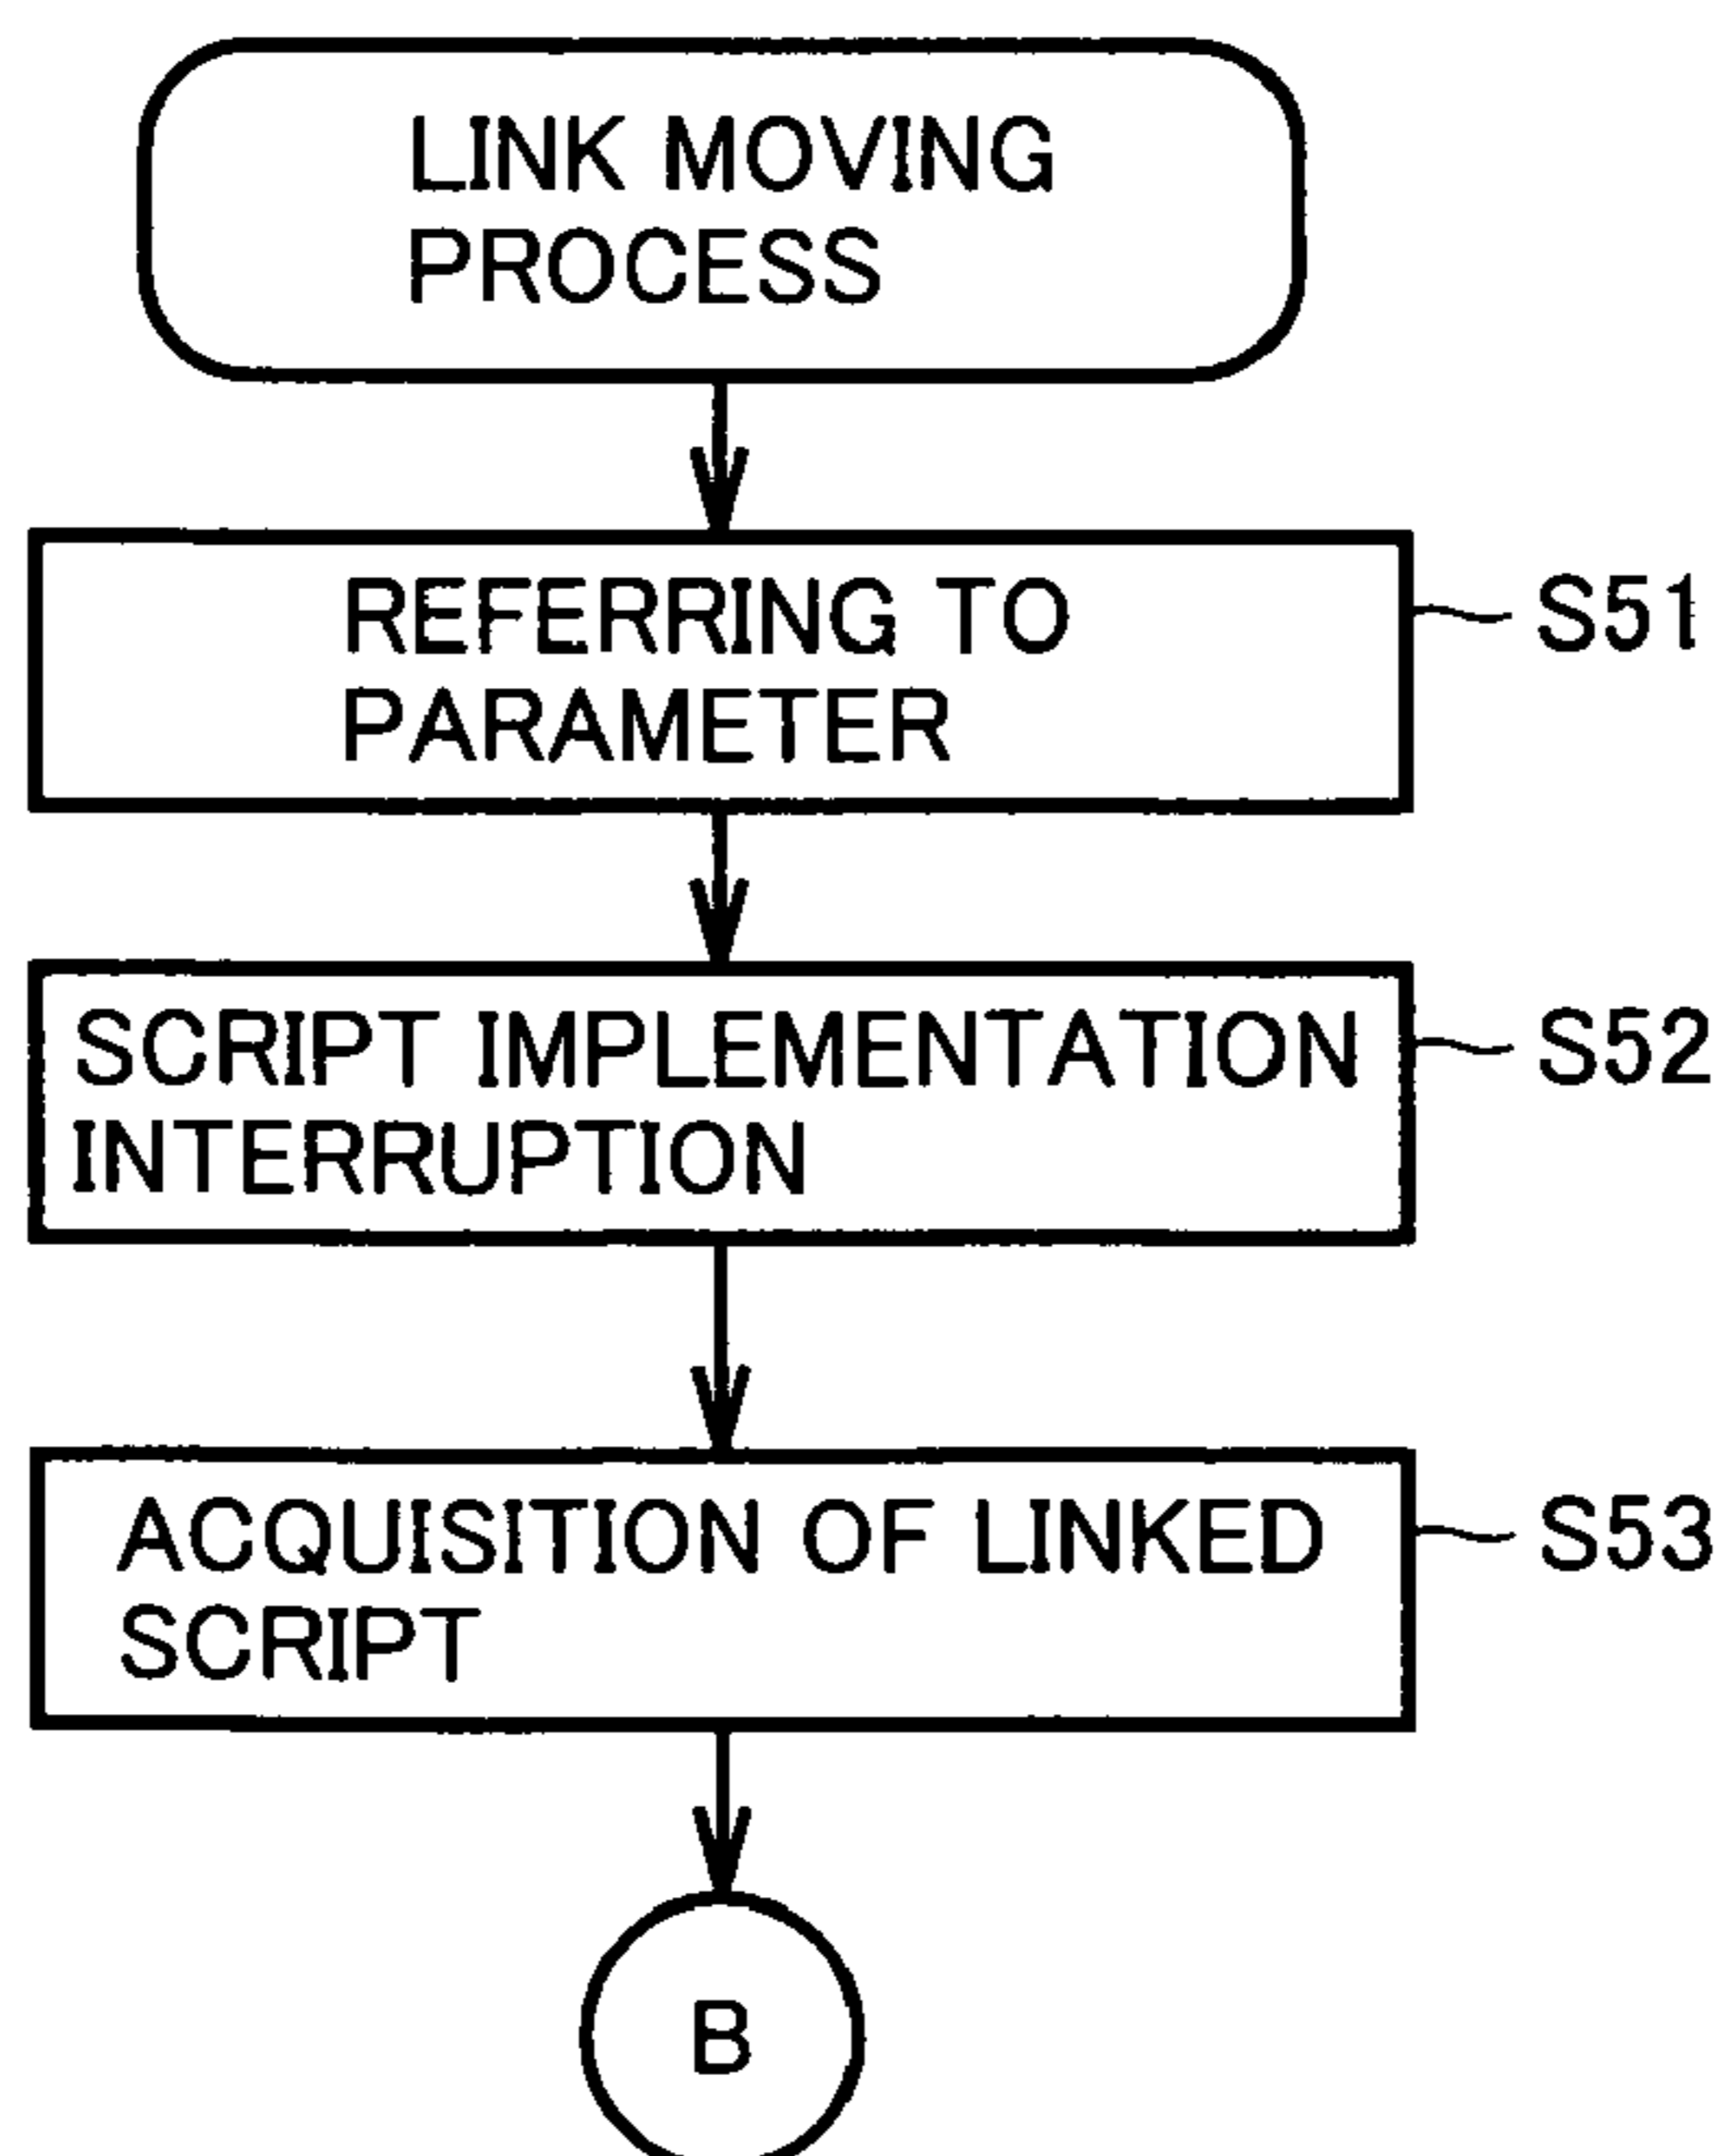 LINK MOVING
PROCESS
REFERRING TO
PARAMETER
S51
SCRIPT IMPLEMENTATION
INTERRUPTION
S52
ACQUISITION OF LINKED
SCRIPT
S53
B